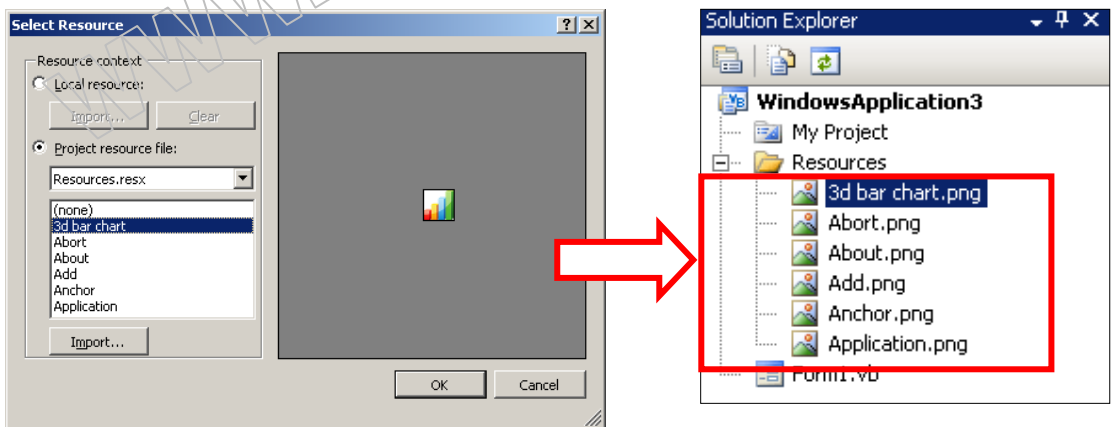 WWW
Select Resource
Resource context
Local resource:
Import... Clear
Project resource file:
Resources.resx
(none)
3d bar chart
Abort
About
Add
Anchor
Application
Import...
OK Cancel
Solution Explorer
WindowsApplication3
My Project
Resources
3d bar chart.png
Abort.png
About.png
Add.png
Anchor.png
Application.png
Form1.vb